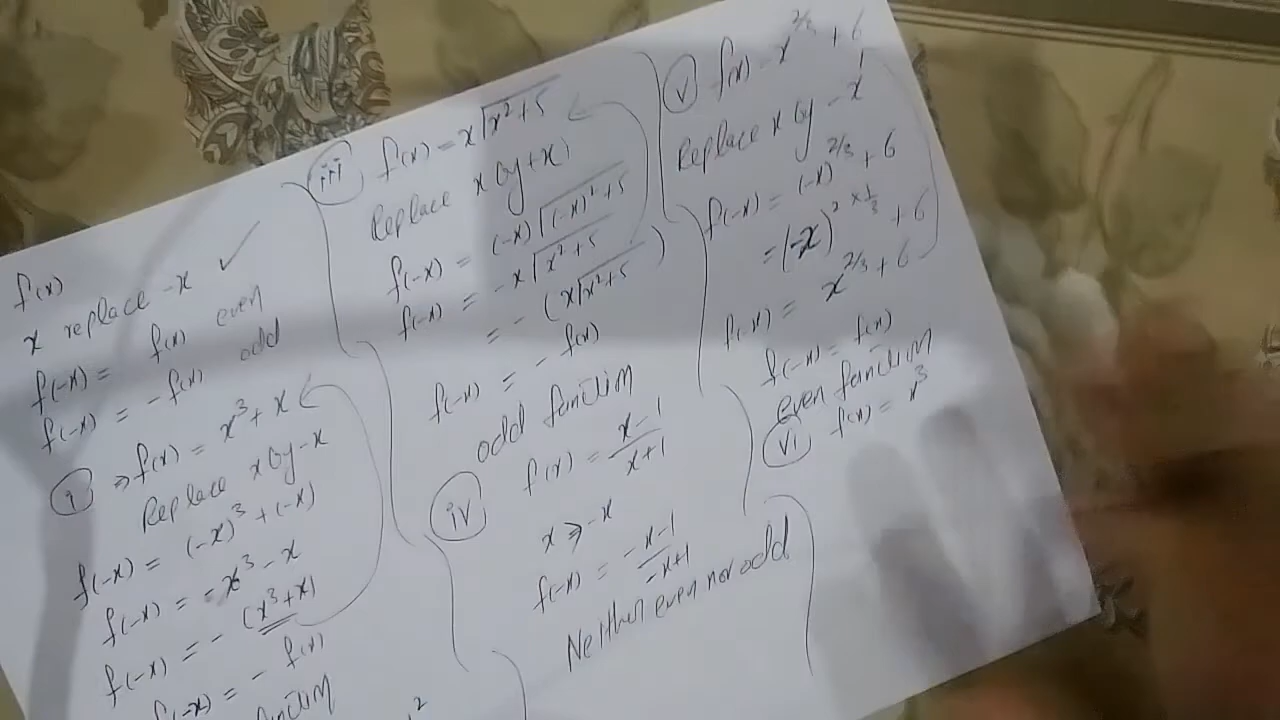 f(x)
x replace -x
f(-x) = f(x) even
f(-x) = -f(x) odd
i ⇒ f(x) = x³ + x
Replace x by -x
f(-x) = (-x)³ + (-x)
f(-x) = -x³ - x
f(-x) = - (x³ + x)
f(-x) = - f(x)
iii f(x) = x√x² + 5
Replace x by +x)
f(-x) = (-x)√(-x)² + 5
f(-x) = -x√x² + 5
= - (x√x² + 5)
f(-x) = - f(x)
odd function
iv f(x) = x-1/x+1
x ⇒ -x
f(-x) = -x-1/-x+1
Neither even nor odd
v f(x) - x^2/3 + 6
Replace x by -x
f(-x) = (-x)^2/3 + 6
= (-x)^2 × 1/3 + 6
f(-x) = x^2/3 + 6
f(-x) = f(x)
even function
vi f(x) = x³